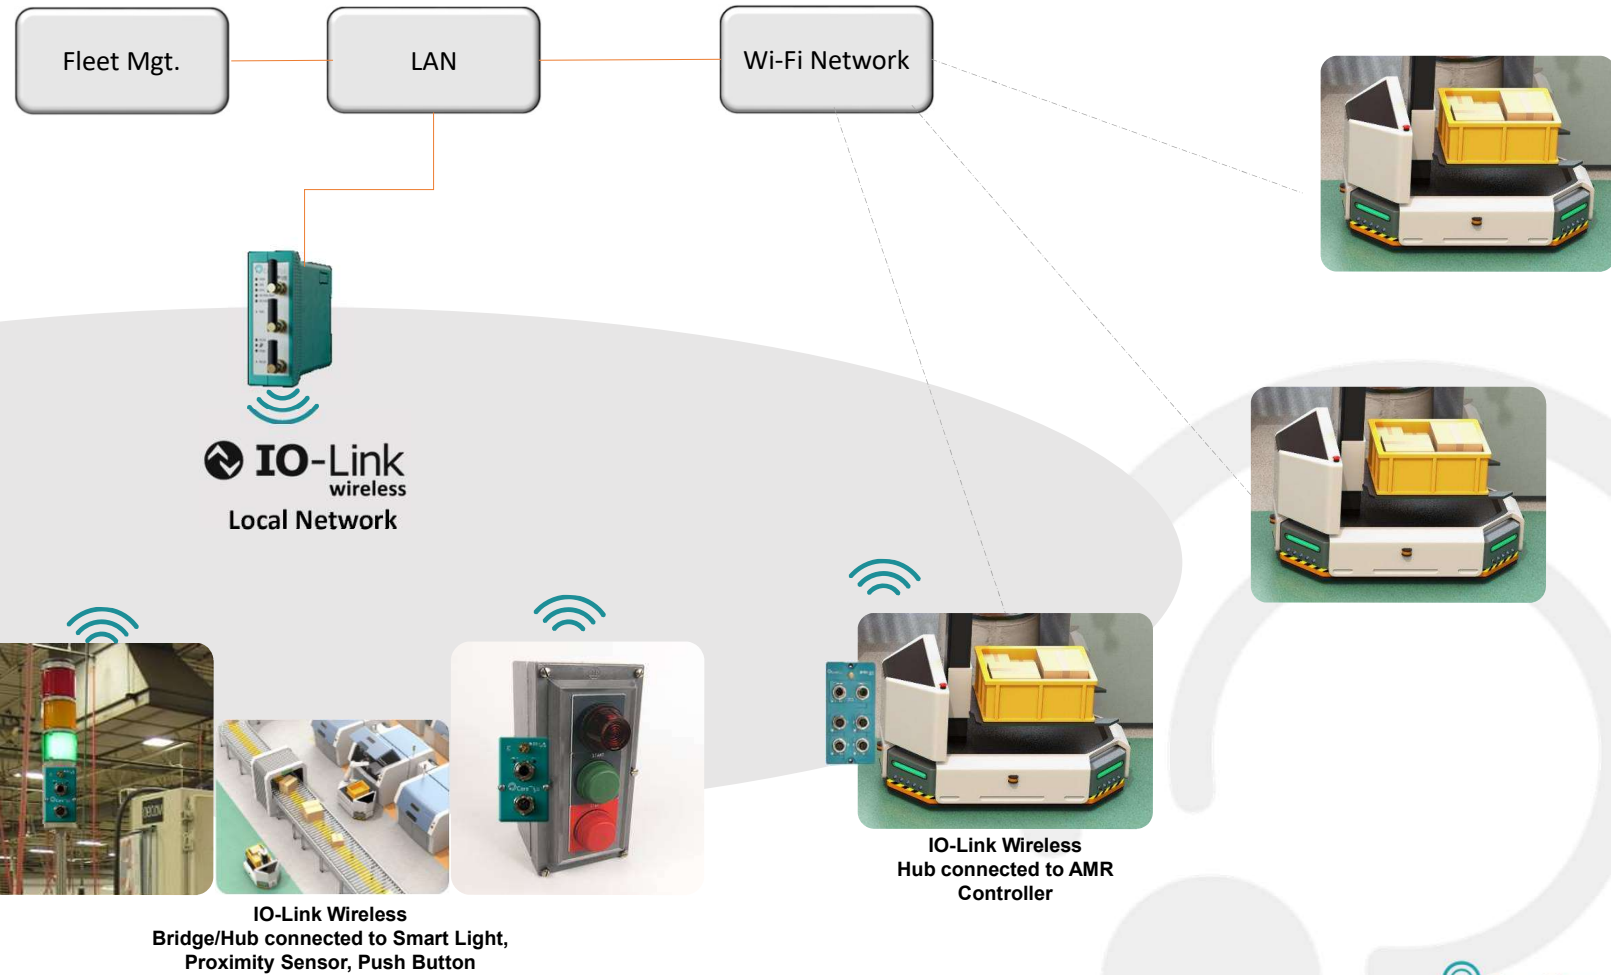 Fleet Mgt.
LAN
Wi-Fi Network
IO-Link
wireless
Local Network
IO-Link Wireless
Hub connected to AMR
Controller
IO-Link Wireless
Bridge/Hub connected to Smart Light,
Proximity Sensor, Push Button